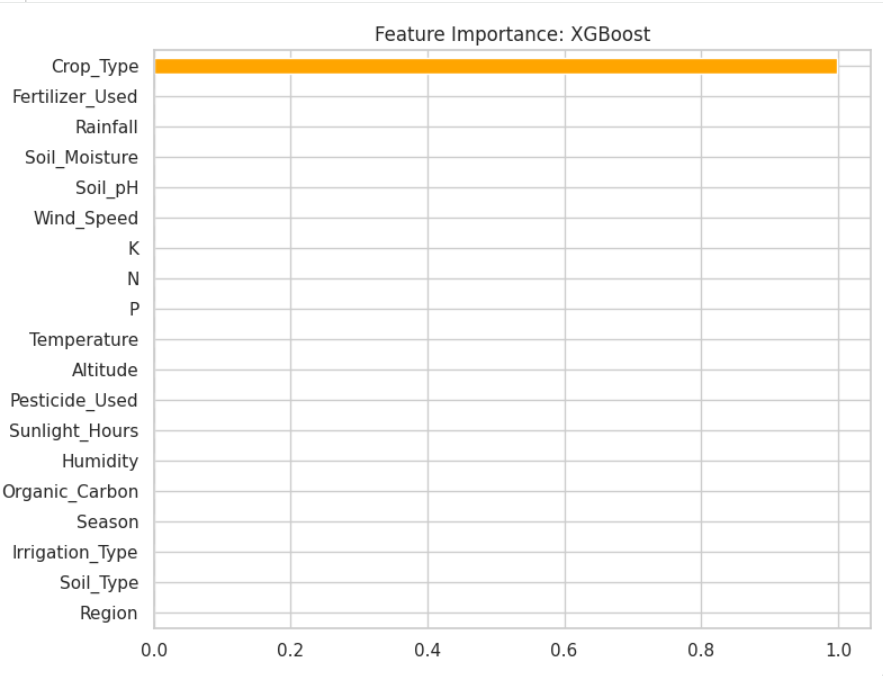 Feature Importance: XGBoost
Crop_Type
Fertilizer_Used
Rainfall
Soil_Moisture
Soil_pH
Wind_Speed
K
N
P
Temperature
Altitude
Pesticide_Used
Sunlight_Hours
Humidity
Organic_Carbon
Season
Irrigation_Type
Soil_Type
Region
0.0 0.2 0.4 0.6 0.8 1.0